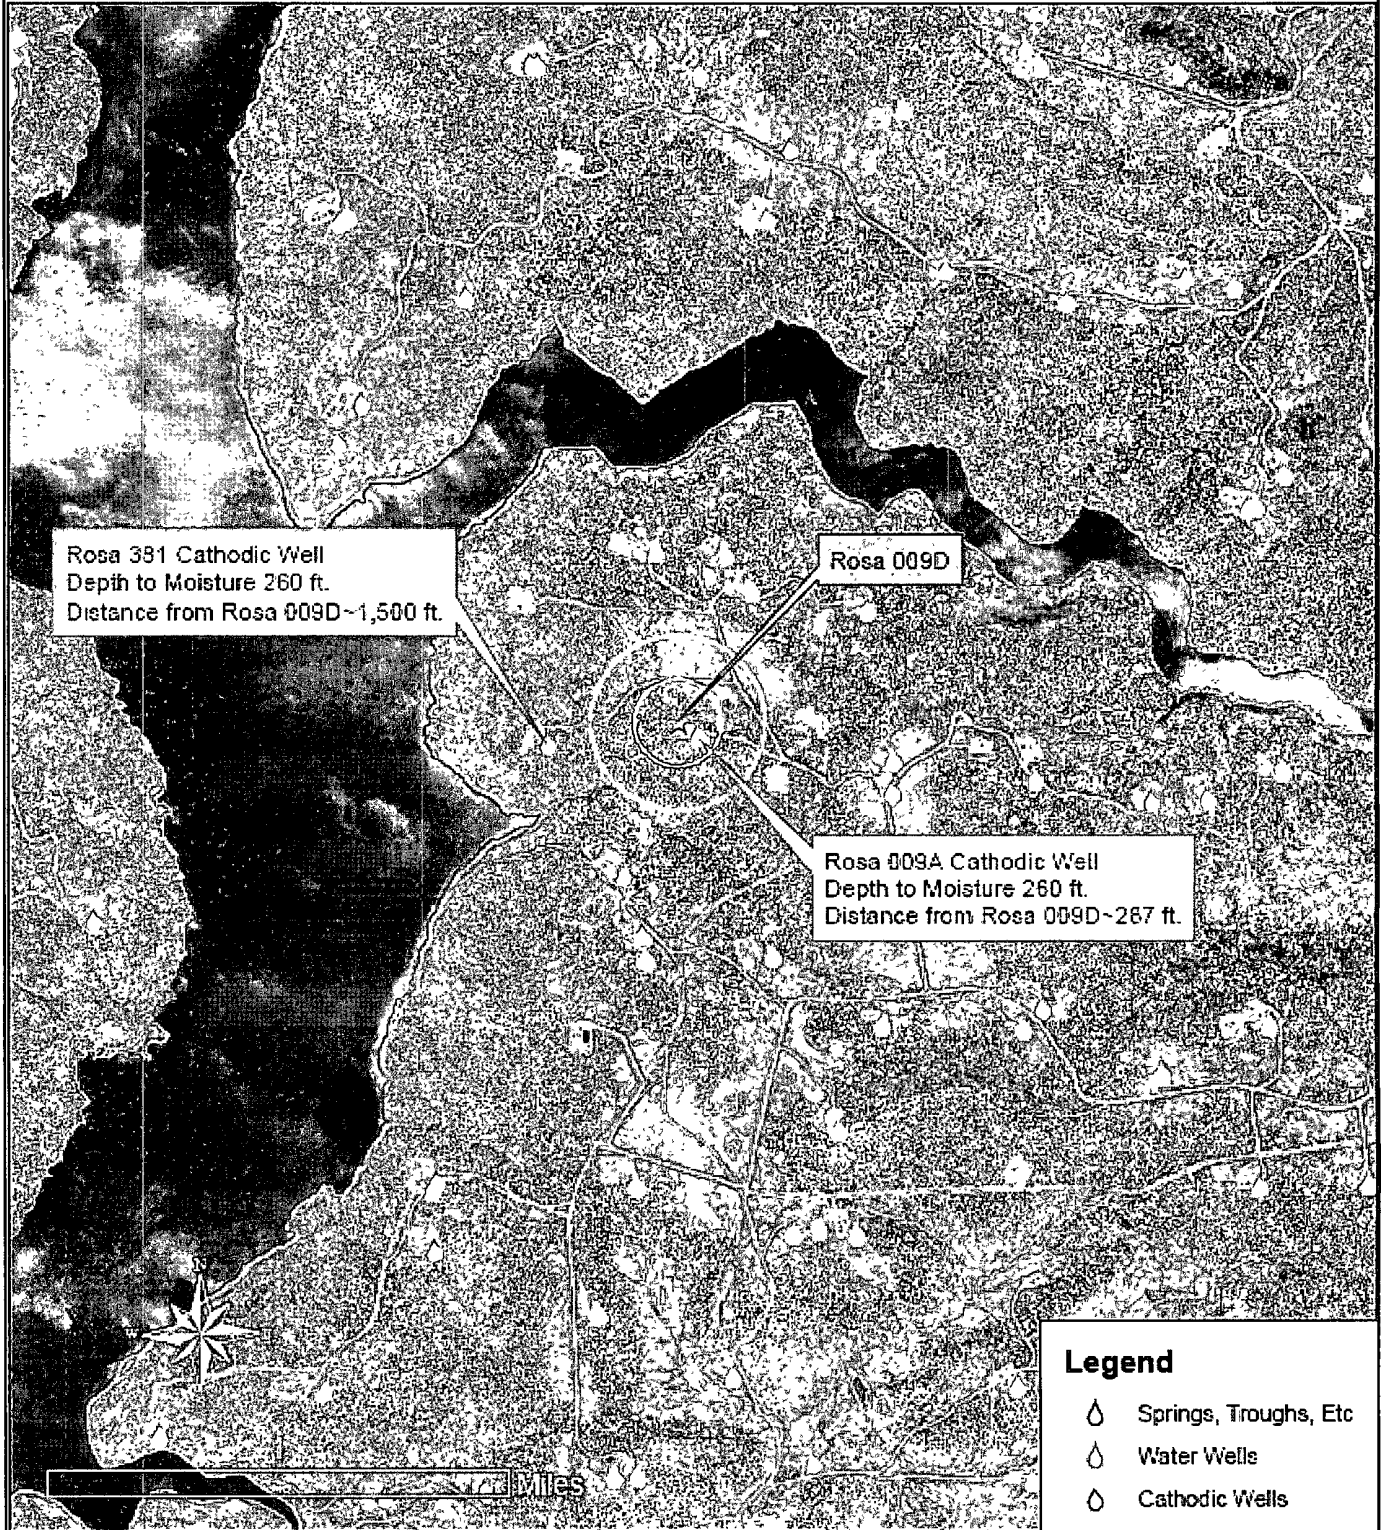 Rosa 381 Cathodic Well
Depth to Moisture 260 ft.
Distance from Rosa 009D~1,500 ft.
Rosa 009D
Rosa 009A Cathodic Well
Depth to Moisture 260 ft.
Distance from Rosa 009D~287 ft.
N
Miles
Legend
Springs, Troughs, Etc
Water Wells
Cathodic Wells